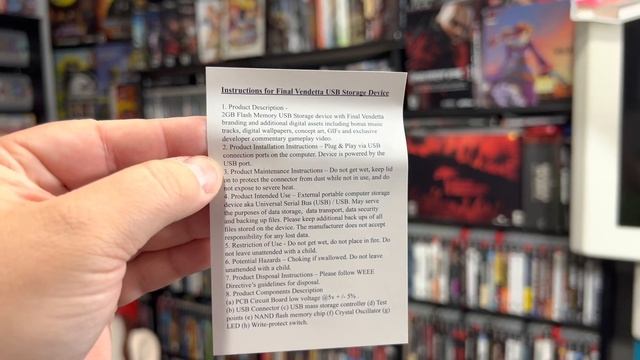 Instructions for Final Vendetta USB Storage Device
1. Product Description -
2GB Flash Memory USB Storage device with Final Vendetta
branding and additional digital assets including bonus music
tracks, digital wallpapers, concept art, GIFs and exclusive
developer commentary gameplay video.
2. Product Installation Instructions – Plug & Play via USB
connection ports on the computer. Device is powered by the
USB port.
3. Product Maintenance Instructions – Do not get wet, keep lid
on to protect the connector from dust while not in use, and do
not expose to severe heat.
4. Product Intended Use – External portable computer storage
device aka Universal Serial Bus (USB) / USB. May serve
the purposes of data storage, data transport, data security
and backing up files. Please keep additional back ups of all
files stored on the device. The manufacturer does not accept
responsibility for any lost data.
5. Restriction of Use - Do not get wet, do not place in fire. Do
not leave unattended with a child.
6. Potential Hazards – Choking if swallowed. Do not leave
unattended with a child.
7. Product Disposal Instructions – Please follow WEEE
Directive's guidelines for disposal.
8. Product Components Description
(a) PCB Circuit Board low voltage @5v + /- 5% .
(b) USB Connector (c) USB mass storage controller (d) Test
points (e) NAND flash memory chip (f) Crystal Oscillator (g)
LED (h) Write-protect switch.